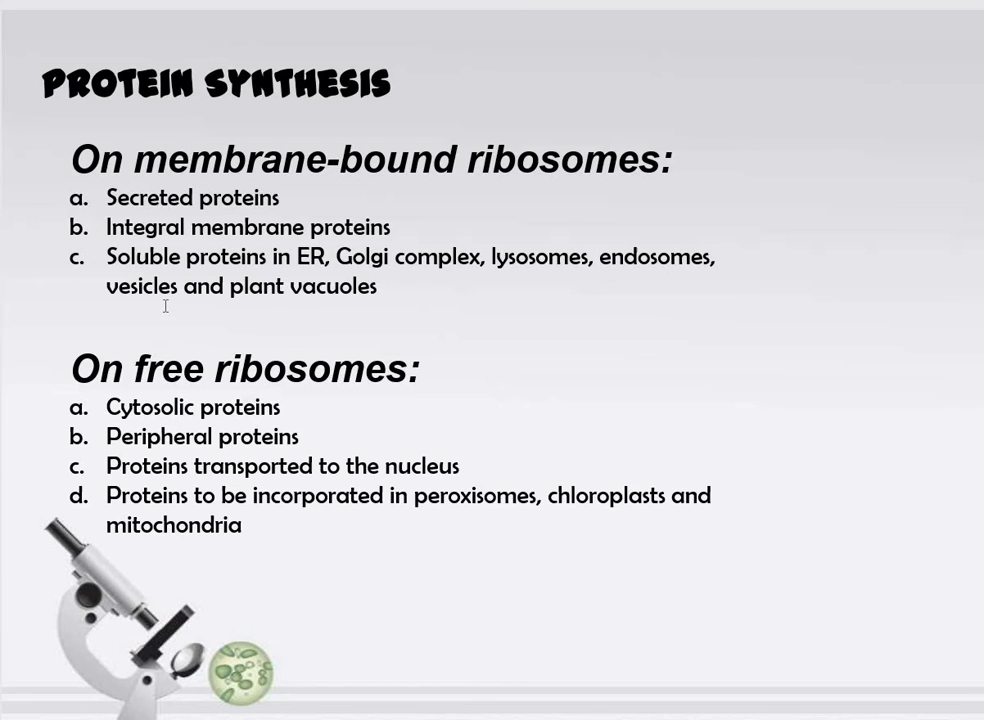 PROTEIN SYNTHESIS
On membrane-bound ribosomes:
a. Secreted proteins
b. Integral membrane proteins
c. Soluble proteins in ER, Golgi complex, lysosomes, endosomes,
vesicles and plant vacuoles
On free ribosomes:
a. Cytosolic proteins
b. Peripheral proteins
c. Proteins transported to the nucleus
d. Proteins to be incorporated in peroxisomes, chloroplasts and
mitochondria